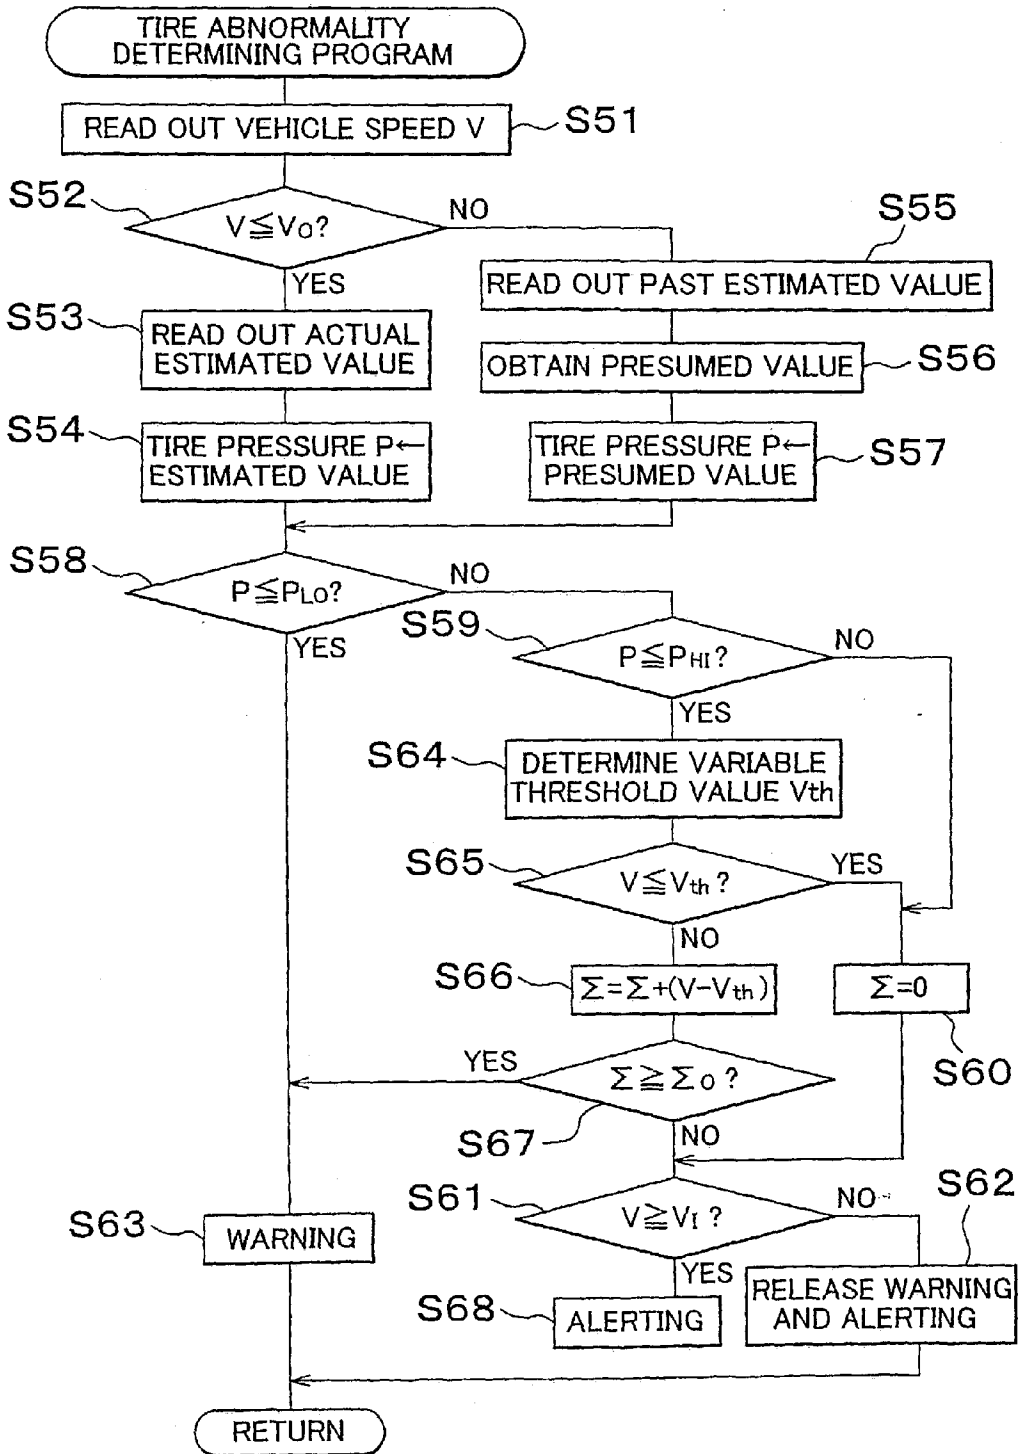 TIRE ABNORMALITY
DETERMINING PROGRAM
READ OUT VEHICLE SPEED V
S51
S52
V≦VO?
NO
YES
S55
READ OUT PAST ESTIMATED VALUE
S53
READ OUT ACTUAL
ESTIMATED VALUE
OBTAIN PRESUMED VALUE
S56
S54
TIRE PRESSURE P←
ESTIMATED VALUE
TIRE PRESSURE P←
PRESUMED VALUE
S57
S58
P≦PLO?
NO
YES
S59
P≦PHI?
NO
YES
S64
DETERMINE VARIABLE
THRESHOLD VALUE Vth
S65
V≦Vth?
YES
NO
S66
Σ=Σ+(V-Vth)
Σ=0
S60
YES
Σ≧ΣO?
S67
NO
S61
V≧VI?
NO
S62
YES
S63
WARNING
S68
ALERTING
RELEASE WARNING
AND ALERTING
RETURN